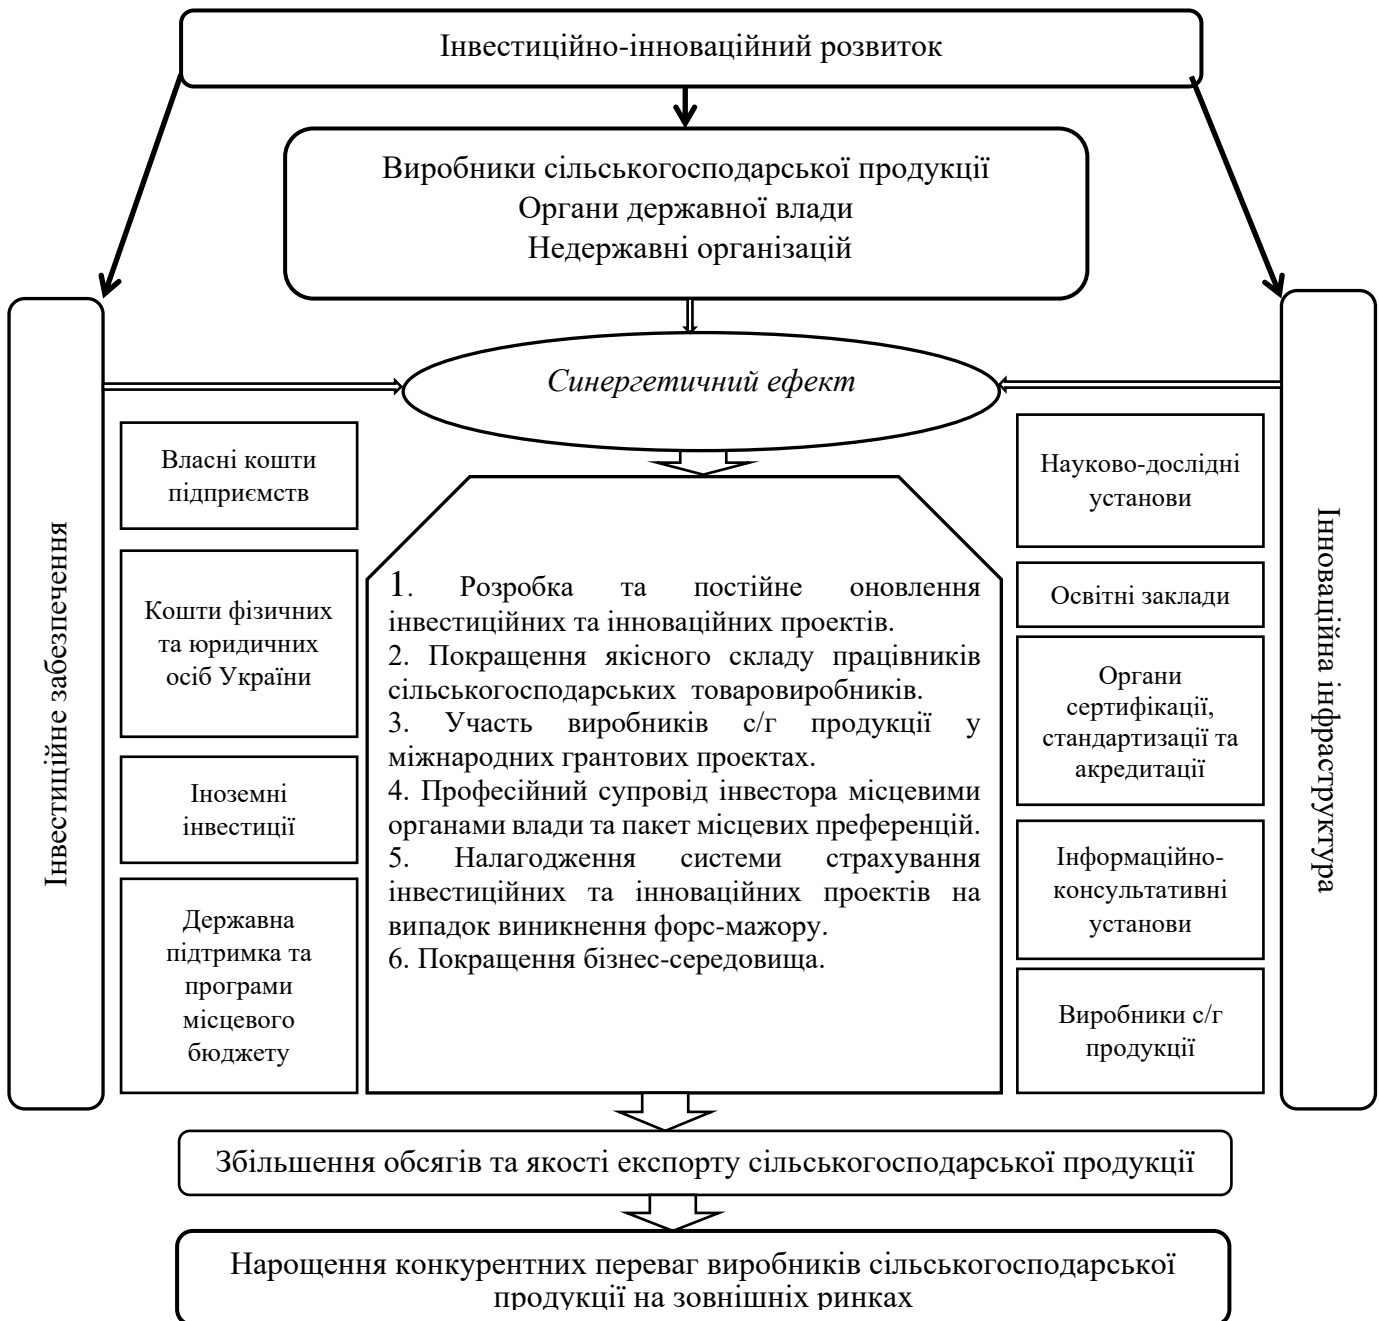 Інвестиційно-інноваційний розвиток
Виробники сільськогосподарської продукції
Органи державної влади
Недержавні організацій
Синергетичний ефект
Інвестиційне забезпечення
Власні кошти
підприємств
Кошти фізичних
та юридичних
осіб України
Іноземні
інвестиції
Державна
підтримка та
програми
місцевого
бюджету
1. Розробка та постійне оновлення
інвестиційних та інноваційних проектів.
2. Покращення якісного складу працівників
сільськогосподарських товаровиробників.
3. Участь виробників с/г продукції у
міжнародних грантових проектах.
4. Професійний супровід інвестора місцевими
органами влади та пакет місцевих преференцій.
5. Налагодження системи страхування
інвестиційних та інноваційних проектів на
випадок виникнення форс-мажору.
6. Покращення бізнес-середовища.
Науково-дослідні
установи
Освітні заклади
Органи
сертифікації,
стандартизації та
акредитації
Інформаційно-
консультативні
установи
Виробники с/г
продукції
Інноваційна інфраструктура
Збільшення обсягів та якості експорту сільськогосподарської продукції
Нарощення конкурентних переваг виробників сільськогосподарської
продукції на зовнішніх ринках